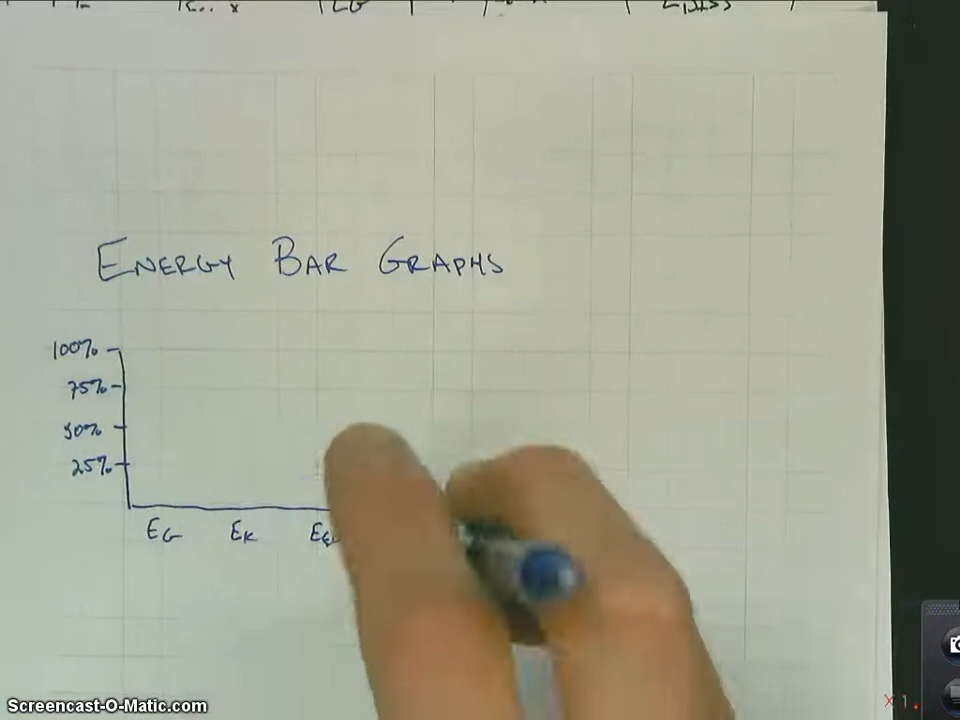 ENERGY BAR GRAPHS
100%
75%
50%
25%
EG EK
Screencast-O-Matic.com